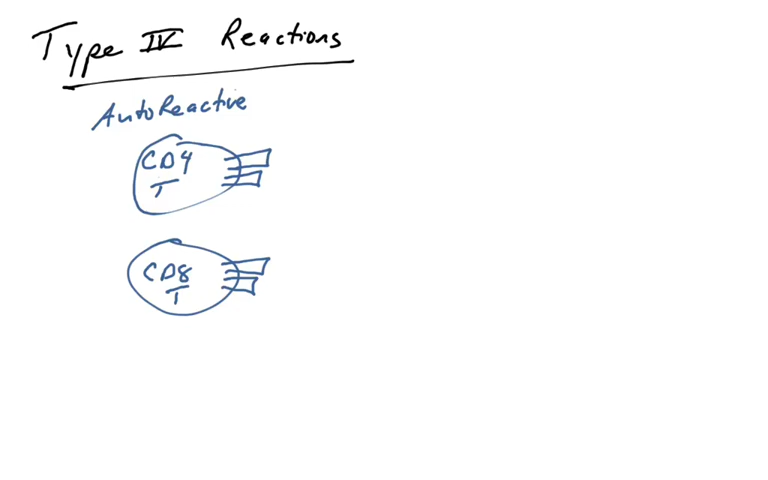 Type IV Reactions
AutoReactive
CD4
T
CD8
T